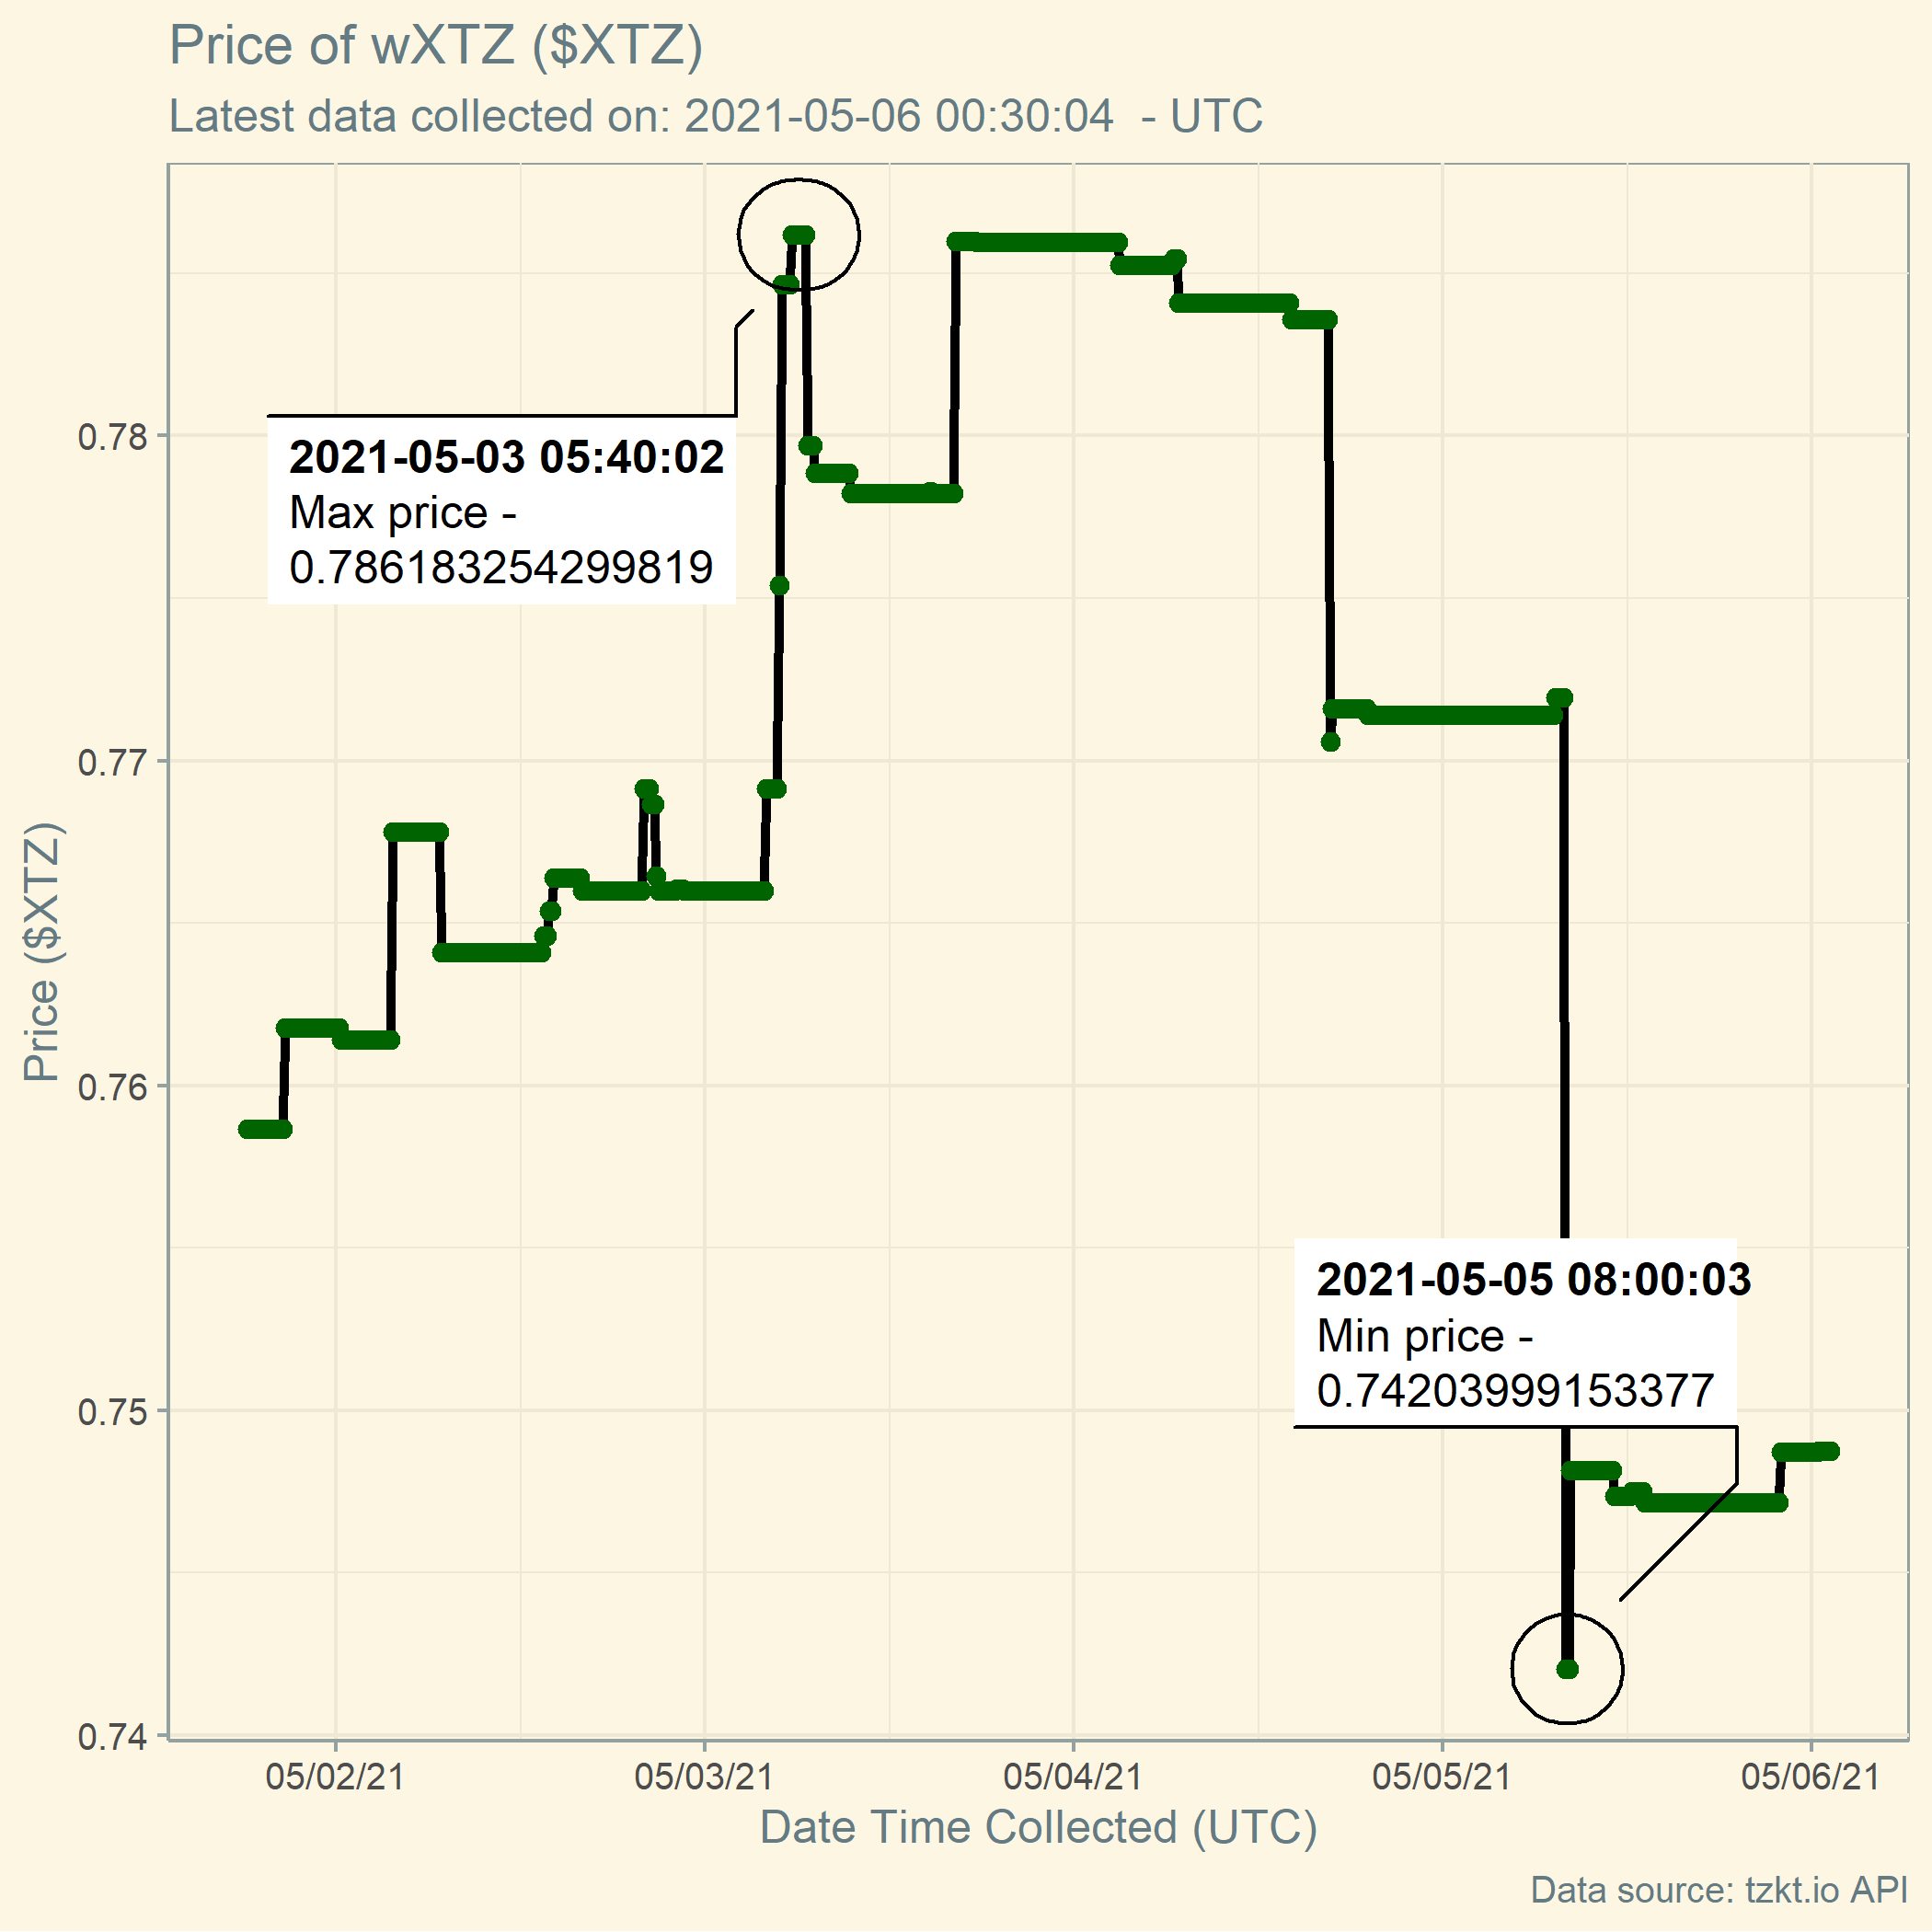 Price of wXTZ ($XTZ)
Latest data collected on: 2021-05-06 00:30:04  - UTC
Price ($XTZ)
0.78
0.77
0.76
0.75
0.74
2021-05-03 05:40:02
Max price -
0.786183254299819
2021-05-05 08:00:03
Min price -
0.74203999153377
05/02/21
05/03/21
05/04/21
05/05/21
05/06/21
Date Time Collected (UTC)
Data source: tzkt.io API